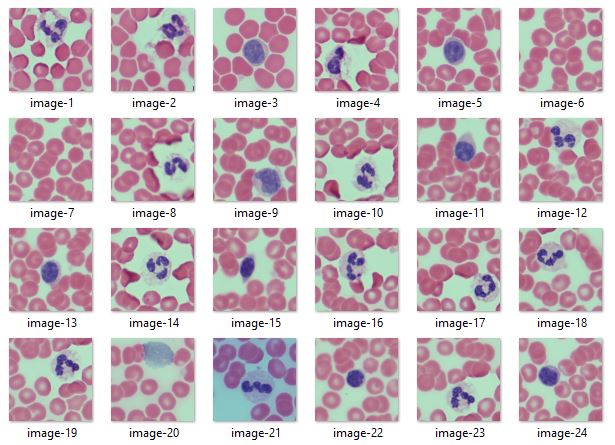 image-1 image-2 image-3 image-4 image-5 image-6
image-7 image-8 image-9 image-10 image-11 image-12
image-13 image-14 image-15 image-16 image-17 image-18
image-19 image-20 image-21 image-22 image-23 image-24